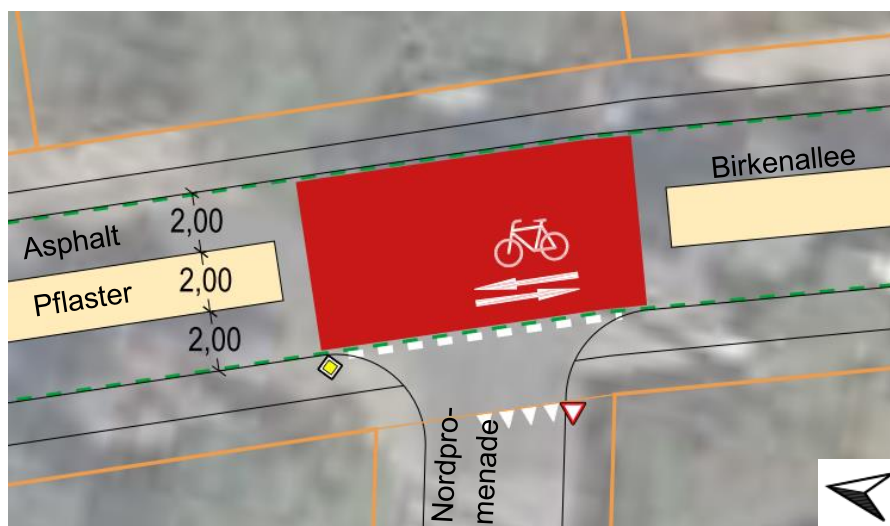 Birkenallee
2,00
Asphalt
2,00
Pflaster
2,00
Nordpro-
menade